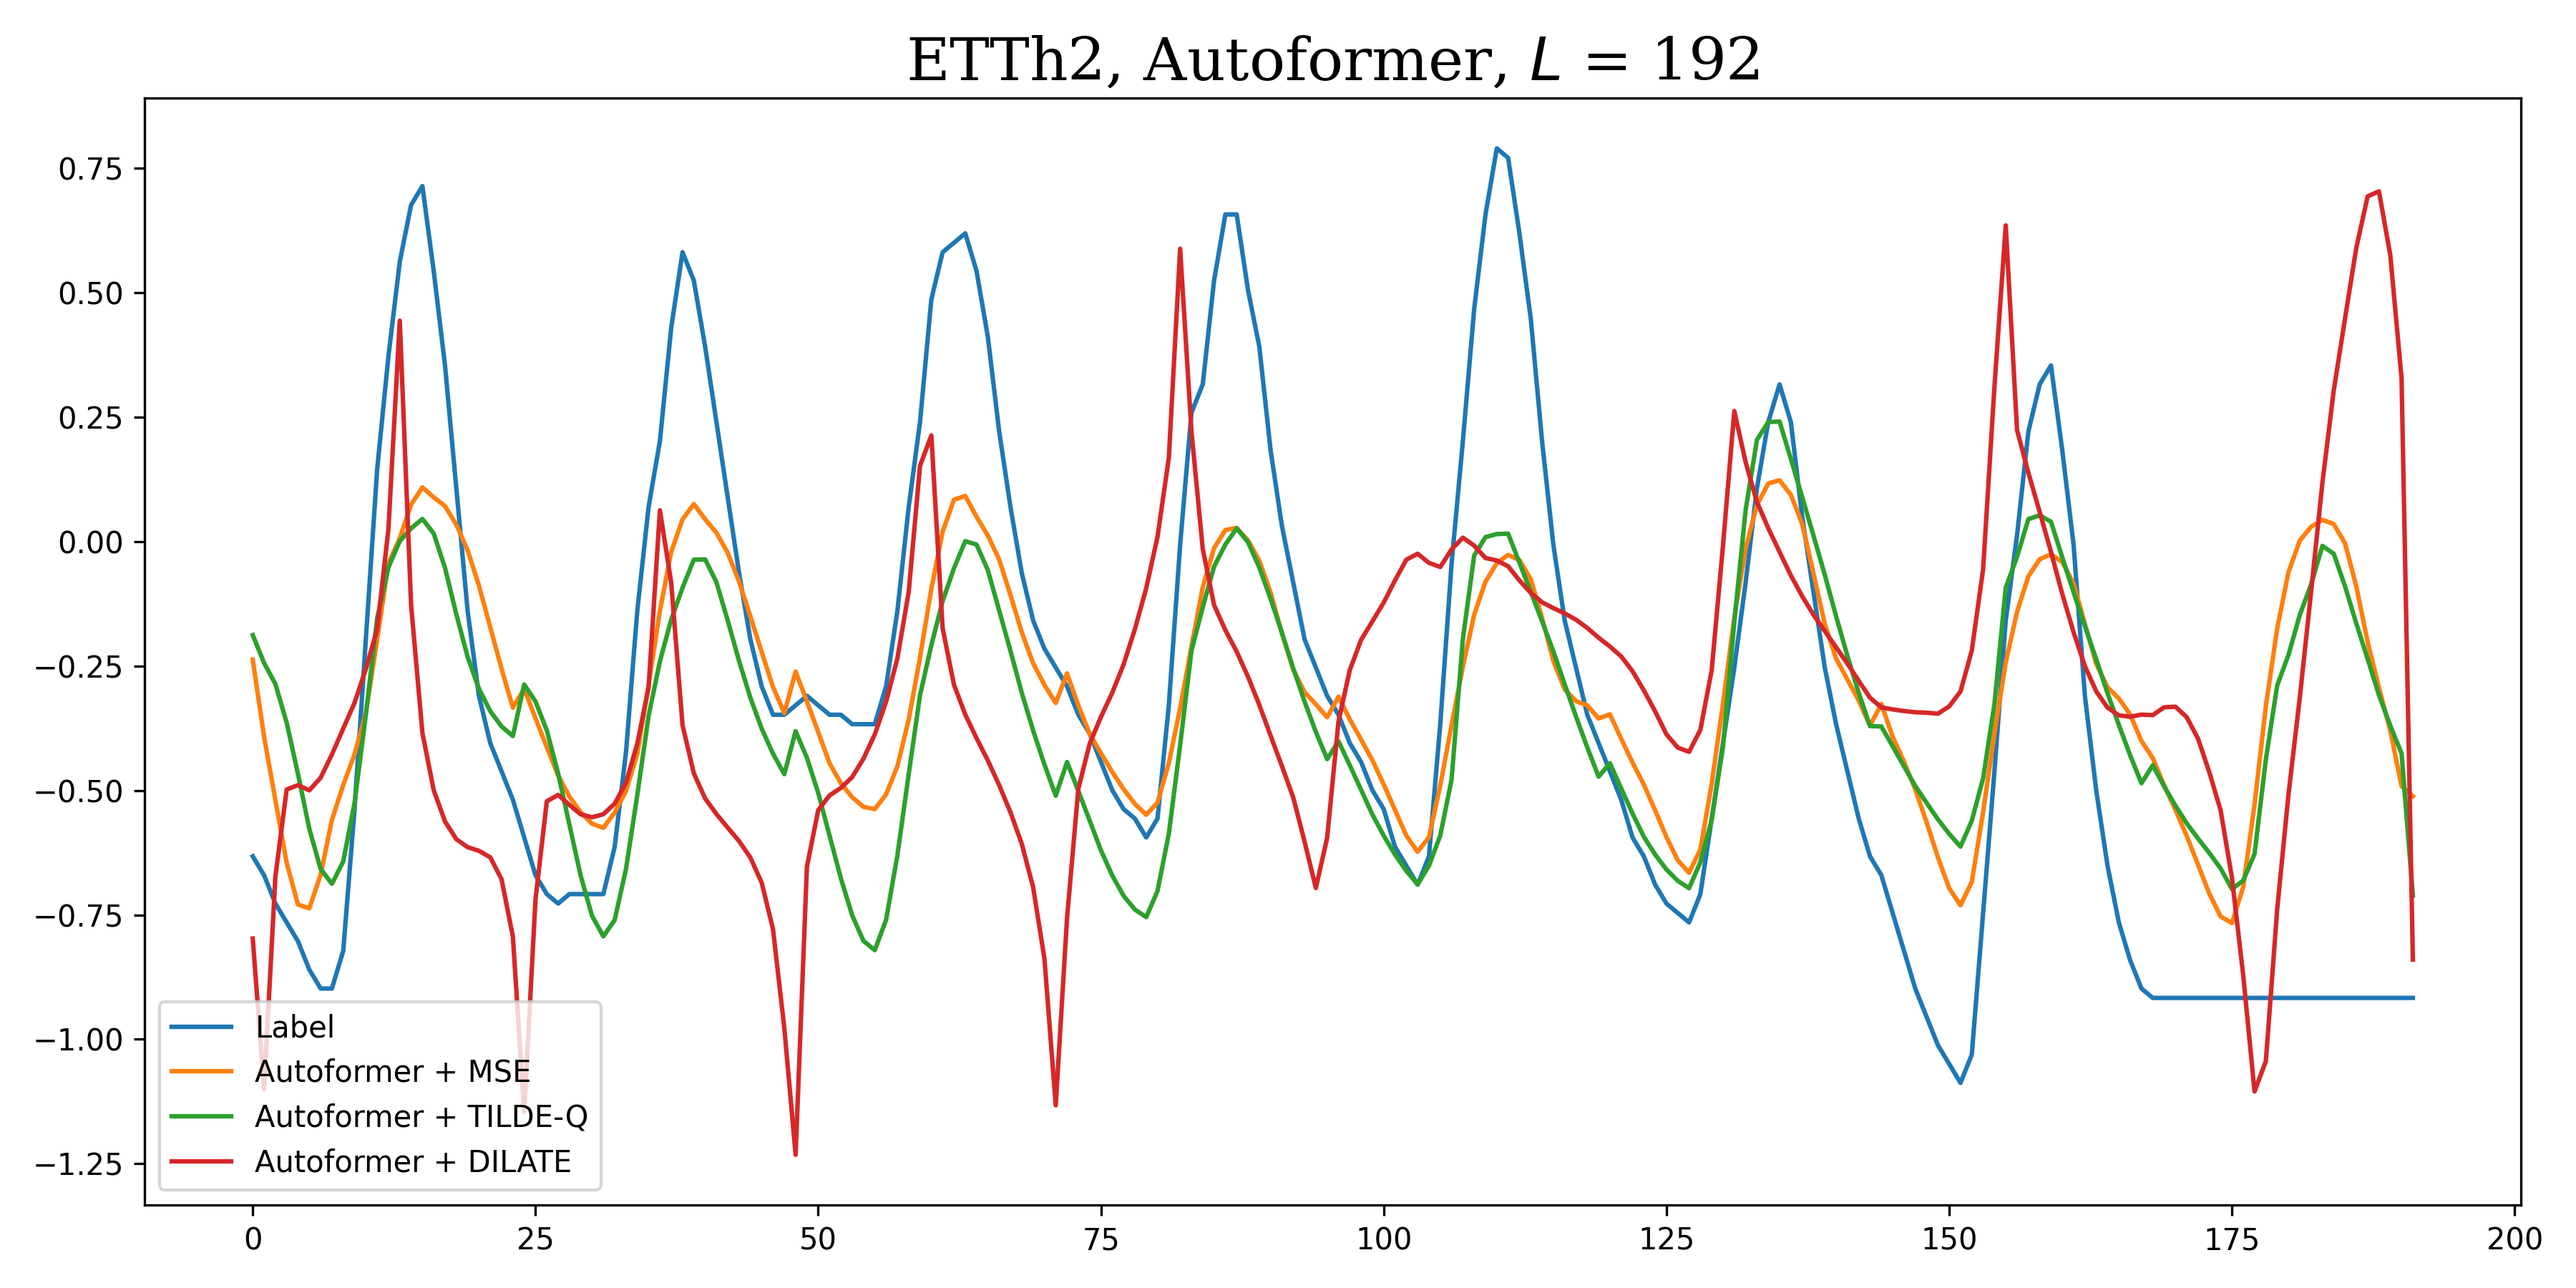 ETTh2, Autoformer, L = 192
0.75
0.50
0.25
0.00
−0.25
−0.50
−0.75
−1.00
−1.25
Label
Autoformer + MSE
Autoformer + TILDE-Q
Autoformer + DILATE
0 25 50 75 100 125 150 175 200